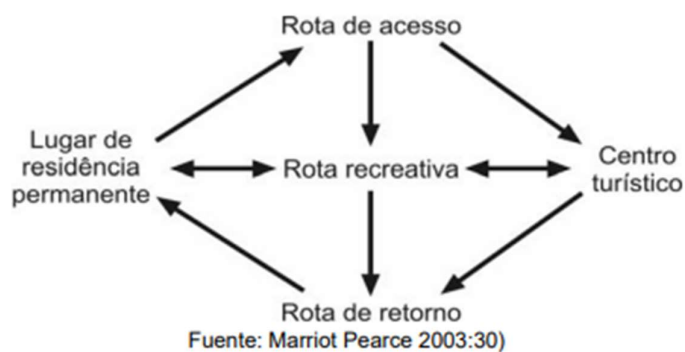 Rota de acesso
Lugar de
residência
permanente
Rota recreativa
Centro
turístico
Rota de retorno
Fuente: Marriot Pearce 2003:30)